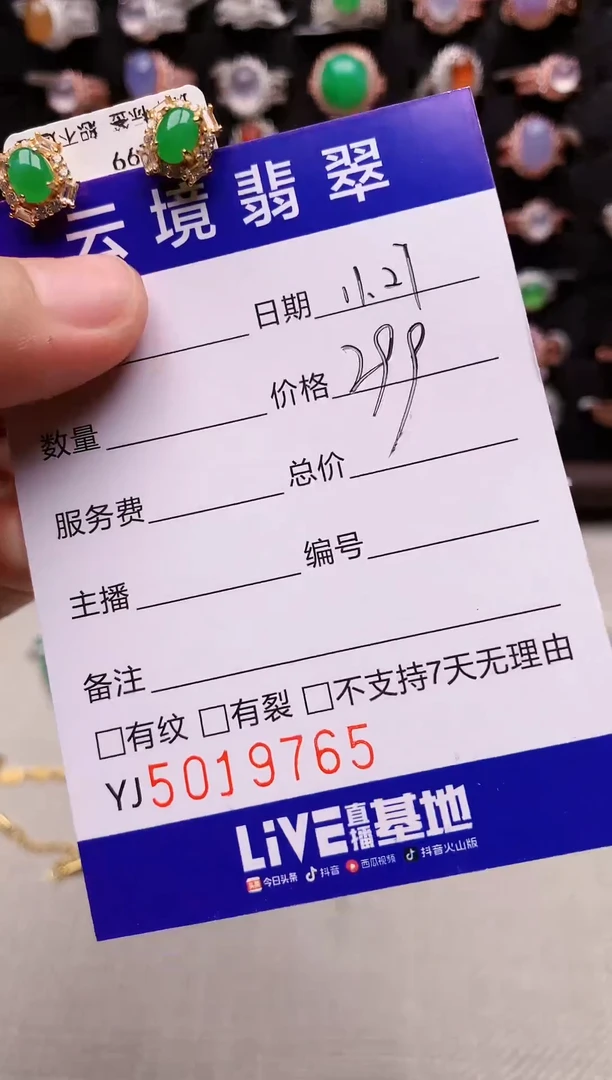 云境翡翠
日期 11.27
价格 299
数量
总价
服务费
编号
主播
备注
□有纹 □有裂 □不支持7天无理由
YJ5019765
LiVE直播基地
今日头条 抖音 西瓜视频 抖音火山版